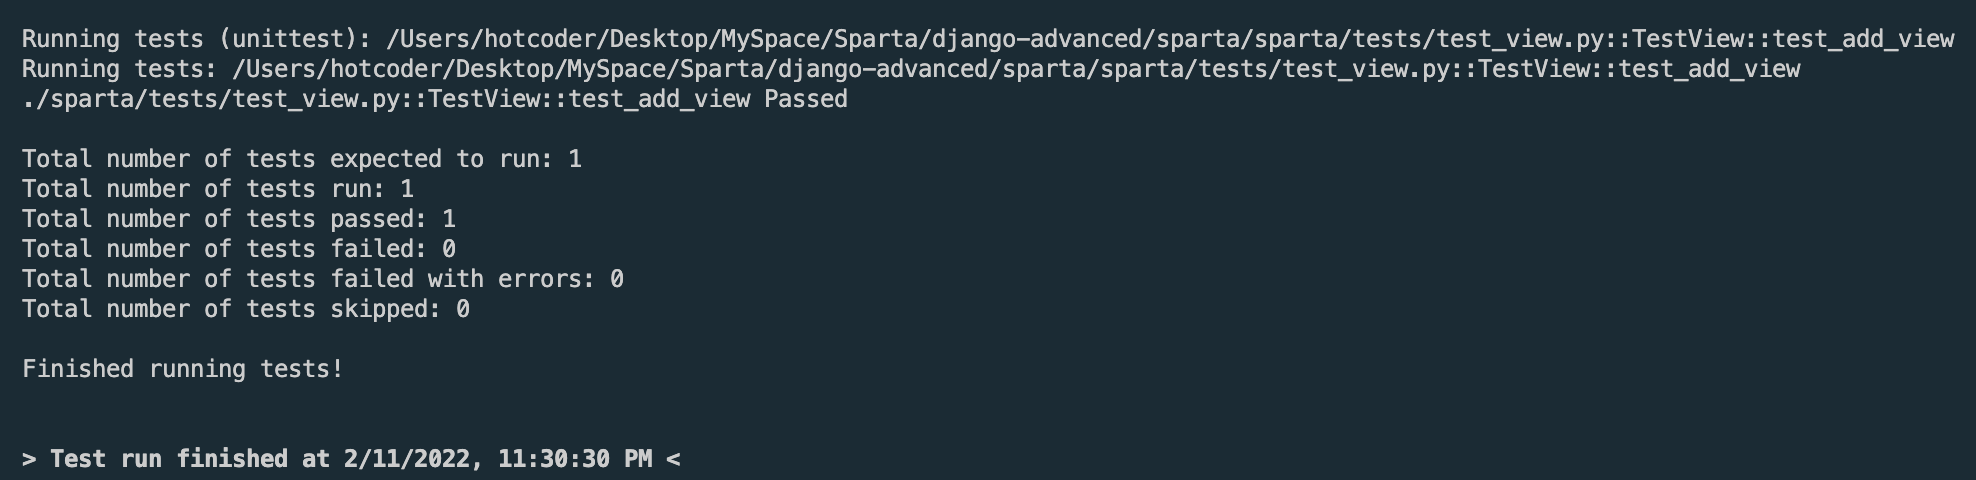 Running tests (unittest): /Users/hotcoder/Desktop/MySpace/Sparta/django-advanced/sparta/sparta/tests/test_view.py::TestView::test_add_view
Running tests: /Users/hotcoder/Desktop/MySpace/Sparta/django-advanced/sparta/sparta/tests/test_view.py::TestView::test_add_view
./sparta/tests/test_view.py::TestView::test_add_view Passed
Total number of tests expected to run: 1
Total number of tests run: 1
Total number of tests passed: 1
Total number of tests failed: 0
Total number of tests failed with errors: 0
Total number of tests skipped: 0
Finished running tests!
> Test run finished at 2/11/2022, 11:30:30 PM <